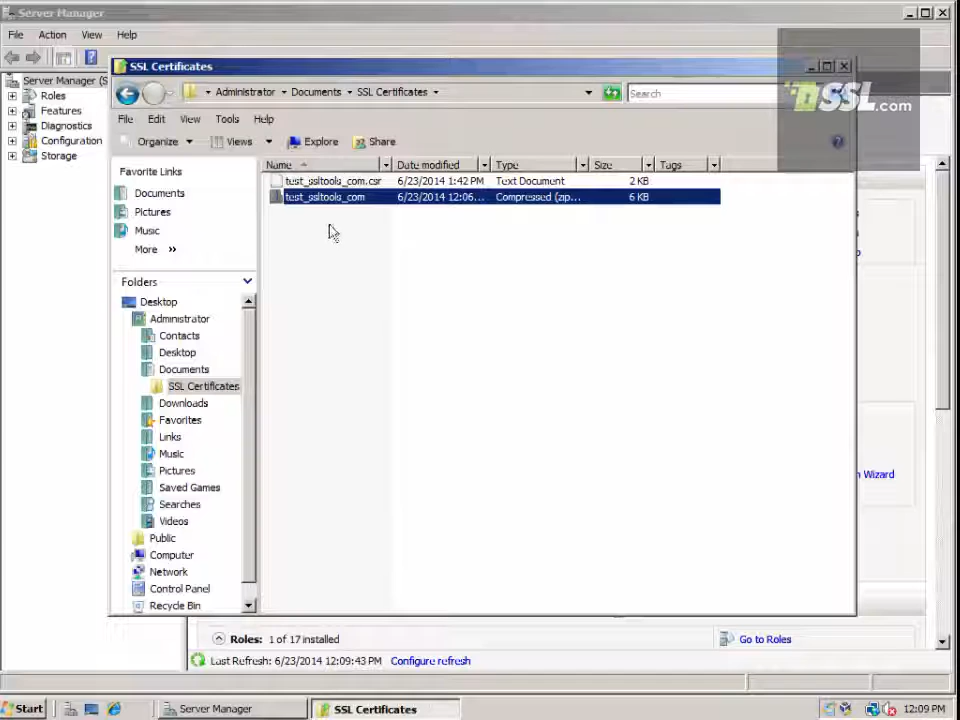 Server Manager
File Action View Help
SSL Certificates
Administrator Documents SSL Certificates
Search
SSL.com
File Edit View Tools Help
Organize Views Explore Share
Server Manager (S
Roles
Features
Diagnostics
Configuration
Storage
Favorite Links
Documents
Pictures
Music
More »
Folders
Desktop
Administrator
Contacts
Desktop
Documents
SSL Certificates
Downloads
Favorites
Links
Music
Pictures
Saved Games
Searches
Videos
Public
Computer
Network
Control Panel
Recycle Bin
Name Date modified Type Size Tags
test_ssltools_com.csr 6/23/2014 1:42 PM Text Document 2 KB
test_ssltools_com 6/23/2014 12:06... Compressed (zip... 6 KB
n Wizard
Roles: 1 of 17 installed
Go to Roles
Last Refresh: 6/23/2014 12:09:43 PM Configure refresh
Start Server Manager SSL Certificates 12:09 PM